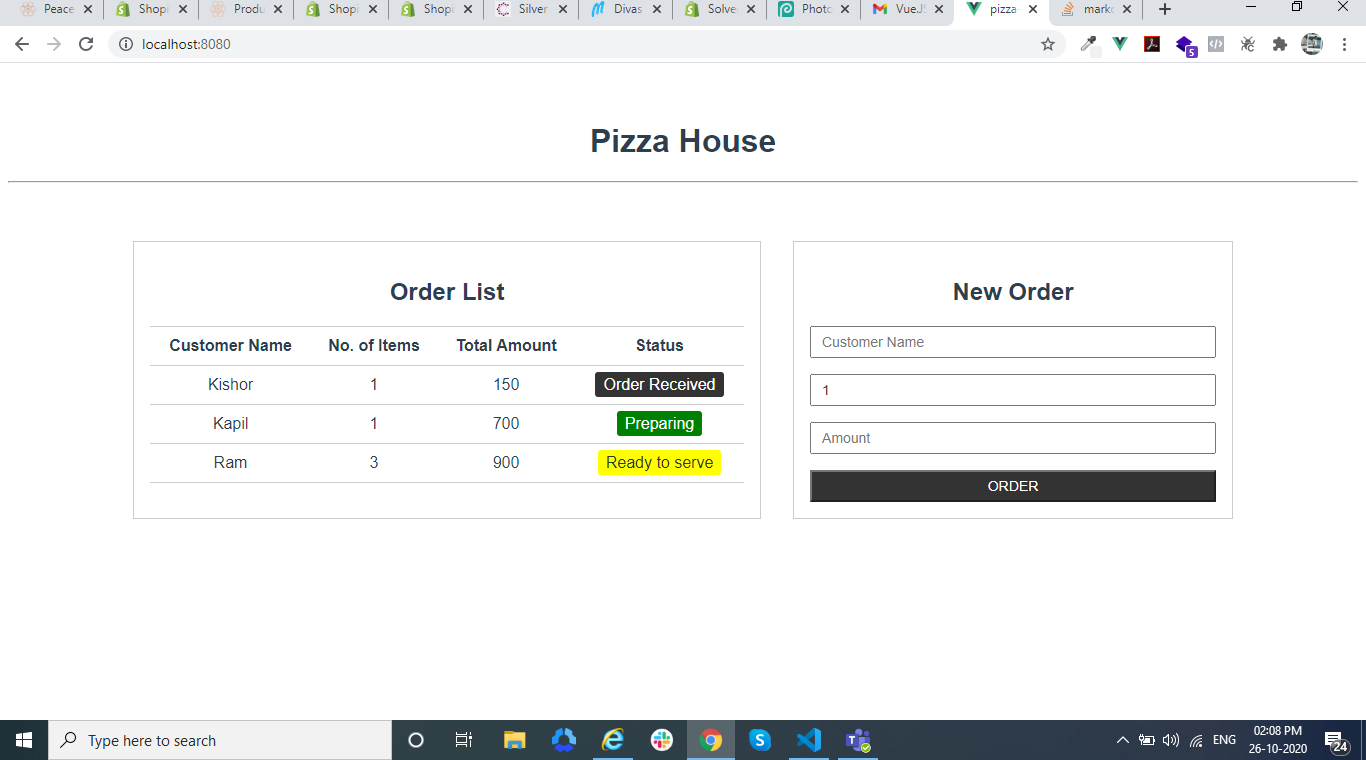 Peace Shopi Produ Shopi Shopi Silver Divas Solve Photo VueJS pizza- marko
localhost:8080
5
Pizza House
Order List
Customer Name No. of Items Total Amount Status
Kishor 1 150 Order Received
Kapil 1 700 Preparing
Ram 3 900 Ready to serve
New Order
Customer Name
1
Amount
ORDER
Type here to search
ENG
02:08 PM
26-10-2020
24